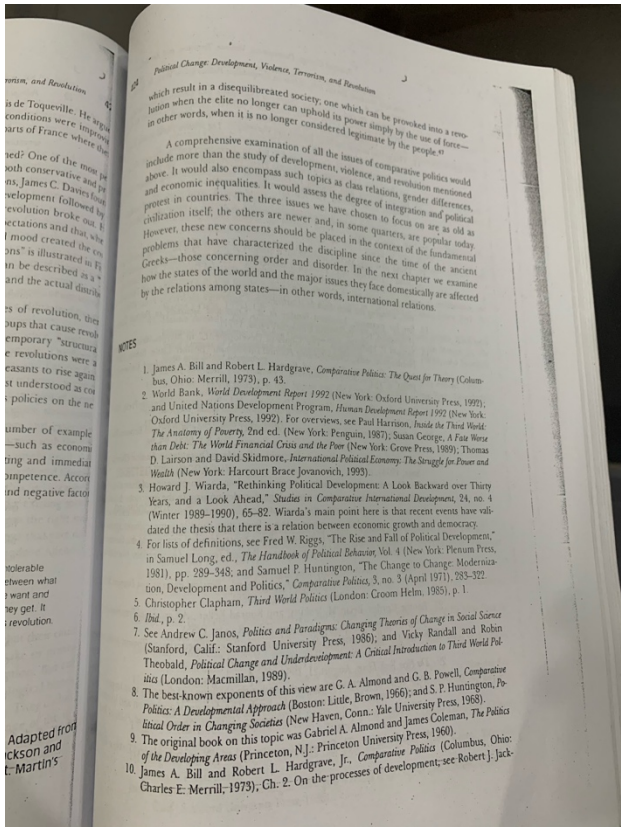 rorism, and Revolution
is de Toqueville. He argu
conditions were improvi
parts of France where the
ned? One of the most pe
both conservative and pe
ns, James C. Davies foun
velopment followed by
evolution broke out. H
ectations and that, whe
l mood created the co
ons" is illustrated in Fi
n be described as a "
and the actual distrib
es of revolution, thes
oups that cause revolu
emporary "structura
e revolutions were a
easants to rise again
st understood as con
s policies on the ne
umber of example
—such as economi
ting and immediat
ompetence. Accor
nd negative factor
ntolerable
etween what
e want and
ey get. It
s revolution.
Adapted from
ckson and
t. Martin's
424 Political Change: Development, Violence, Terrorism, and Revolution
which result in a disequilibreated society, one which can be provoked into a revo-
lution when the elite no longer can uphold its power simply by the use of force—
in other words, when it is no longer considered legitimate by the people.
A comprehensive examination of all the issues of comparative politics would
include more than the study of development, violence, and revolution mentioned
above. It would also encompass such topics as class relations, gender differences,
and economic inequalities. It would assess the degree of integration and political
protest in countries. The three issues we have chosen to focus on are as old as
civilization itself; the others are newer and, in some quarters, are popular today.
However, these new concerns should be placed in the context of the fundamental
problems that have characterized the discipline since the time of the ancient
Greeks—those concerning order and disorder. In the next chapter we examine
how the states of the world and the major issues they face domestically are affected
by the relations among states—in other words, international relations.
NOTES
1. James A. Bill and Robert L. Hardgrave, Comparative Politics: The Quest for Theory (Colum-
bus, Ohio: Merrill, 1973), p. 43.
2. World Bank, World Development Report 1992 (New York: Oxford University Press, 1992);
and United Nations Development Program, Human Development Report 1992 (New York:
Oxford University Press, 1992). For overviews, see Paul Harrison, Inside the Third World:
The Anatomy of Poverty, 2nd ed. (New York: Penguin, 1987); Susan George, A Fate Worse
than Debt: The World Financial Crisis and the Poor (New York: Grove Press, 1989); Thomas
D. Lairson and David Skidmore, International Political Economy: The Struggle for Power and
Wealth (New York: Harcourt Brace Jovanovich, 1993).
3. Howard J. Wiarda, "Rethinking Political Development: A Look Backward over Thirty
Years, and a Look Ahead," Studies in Comparative International Development, 24, no. 4
(Winter 1989–1990), 65–82. Wiarda's main point here is that recent events have vali-
dated the thesis that there is a relation between economic growth and democracy.
4. For lists of definitions, see Fred W. Riggs, "The Rise and Fall of Political Development,"
in Samuel Long, ed., The Handbook of Political Behavior, Vol. 4 (New York: Plenum Press,
1981), pp. 289–348; and Samuel P. Huntington, "The Change to Change: Moderniza-
tion, Development and Politics," Comparative Politics, 3, no. 3 (April 1971), 283–322.
5. Christopher Clapham, Third World Politics (London: Croom Helm, 1985), p. 1.
6. Ibid., p. 2.
7. See Andrew C. Janos, Politics and Paradigms: Changing Theories of Change in Social Science
(Stanford, Calif.: Stanford University Press, 1986); and Vicky Randall and Robin
Theobald, Political Change and Underdevelopment: A Critical Introduction to Third World Pol-
itics (London: Macmillan, 1989).
8. The best-known exponents of this view are G. A. Almond and G. B. Powell, Comparative
Politics: A Developmental Approach (Boston: Little, Brown, 1966); and S. P. Huntington, Po-
litical Order in Changing Societies (New Haven, Conn.: Yale University Press, 1968).
9. The original book on this topic was Gabriel A. Almond and James Coleman, The Politics
of the Developing Areas (Princeton, N.J.: Princeton University Press, 1960).
10. James A. Bill and Robert L. Hardgrave, Jr., Comparative Politics (Columbus, Ohio:
Charles E. Merrill, 1973), Ch. 2. On the processes of development, see Robert J. Jack-